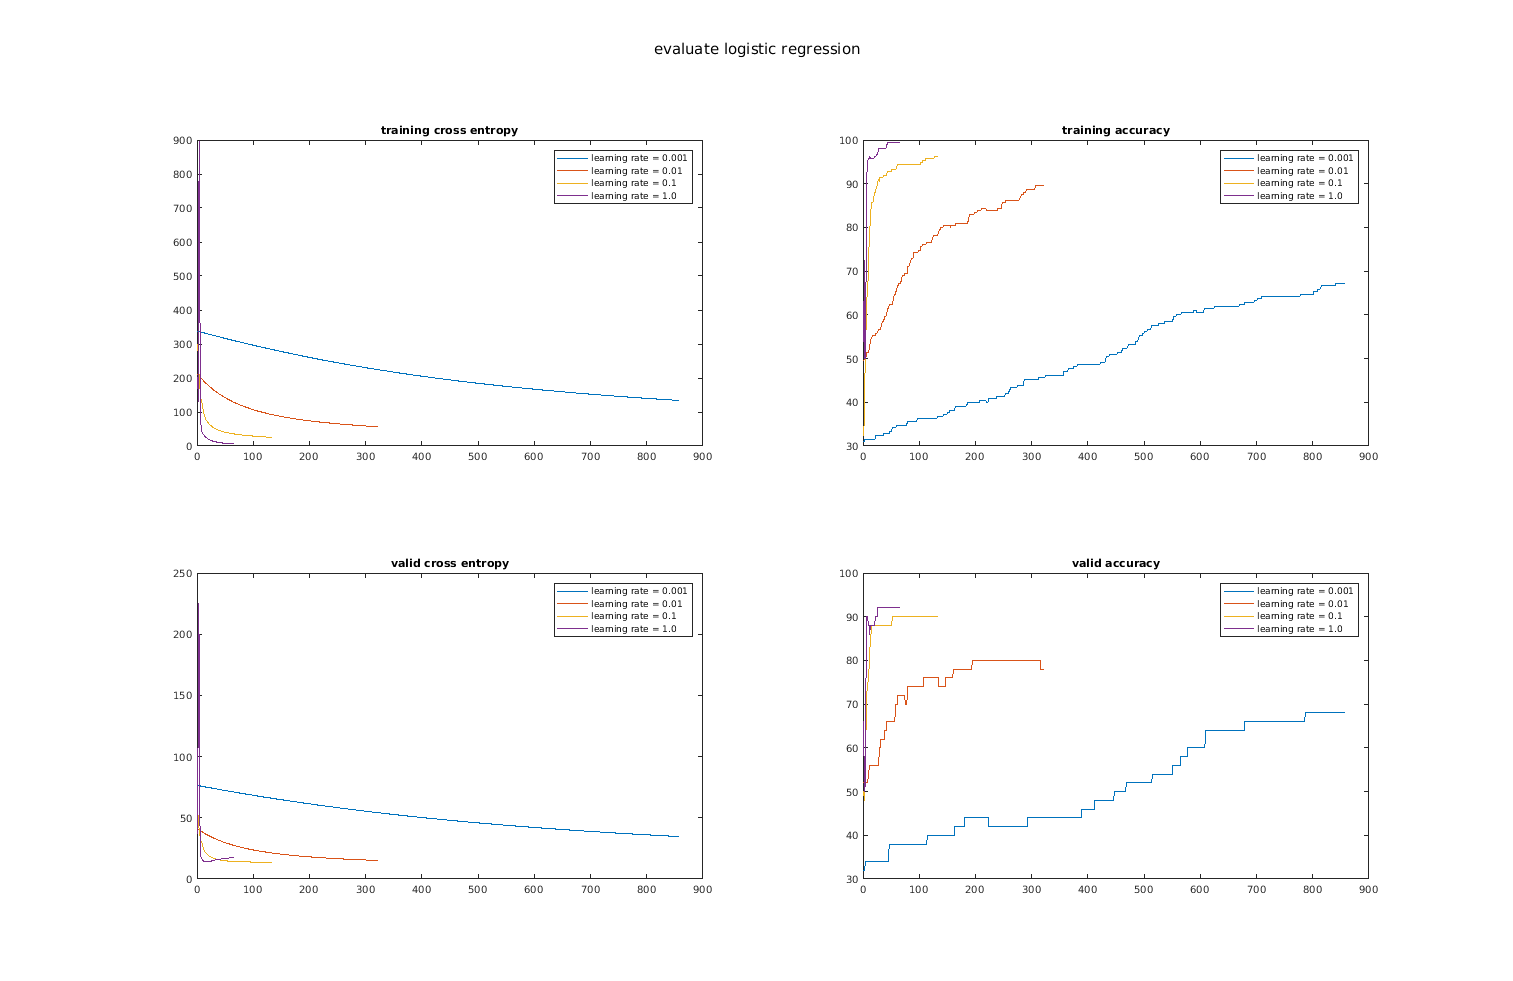 evaluate logistic regression
training cross entropy
900
800
700
600
500
400
300
200
100
0
0 100 200 300 400 500 600 700 800 900
learning rate = 0.001
learning rate = 0.01
learning rate = 0.1
learning rate = 1.0
training accuracy
100
90
80
70
60
50
40
30
0 100 200 300 400 500 600 700 800 900
learning rate = 0.001
learning rate = 0.01
learning rate = 0.1
learning rate = 1.0
valid cross entropy
250
200
150
100
50
0
0 100 200 300 400 500 600 700 800 900
learning rate = 0.001
learning rate = 0.01
learning rate = 0.1
learning rate = 1.0
valid accuracy
100
90
80
70
60
50
40
30
0 100 200 300 400 500 600 700 800 900
learning rate = 0.001
learning rate = 0.01
learning rate = 0.1
learning rate = 1.0